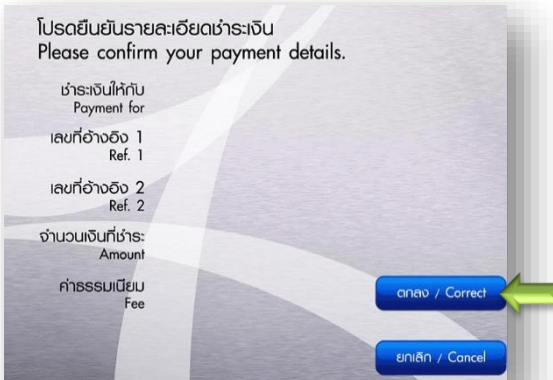 โปรดยืนยันรายละเอียดชำระเงิน
Please confirm your payment details.
ชำระเงินให้กับ
Payment for
เลขที่อ้างอิง 1
Ref. 1
เลขที่อ้างอิง 2
Ref. 2
จำนวนเงินที่ชำระ
Amount
ค่าธรรมเนียม
Fee
ตกลง / Correct
ยกเลิก / Cancel